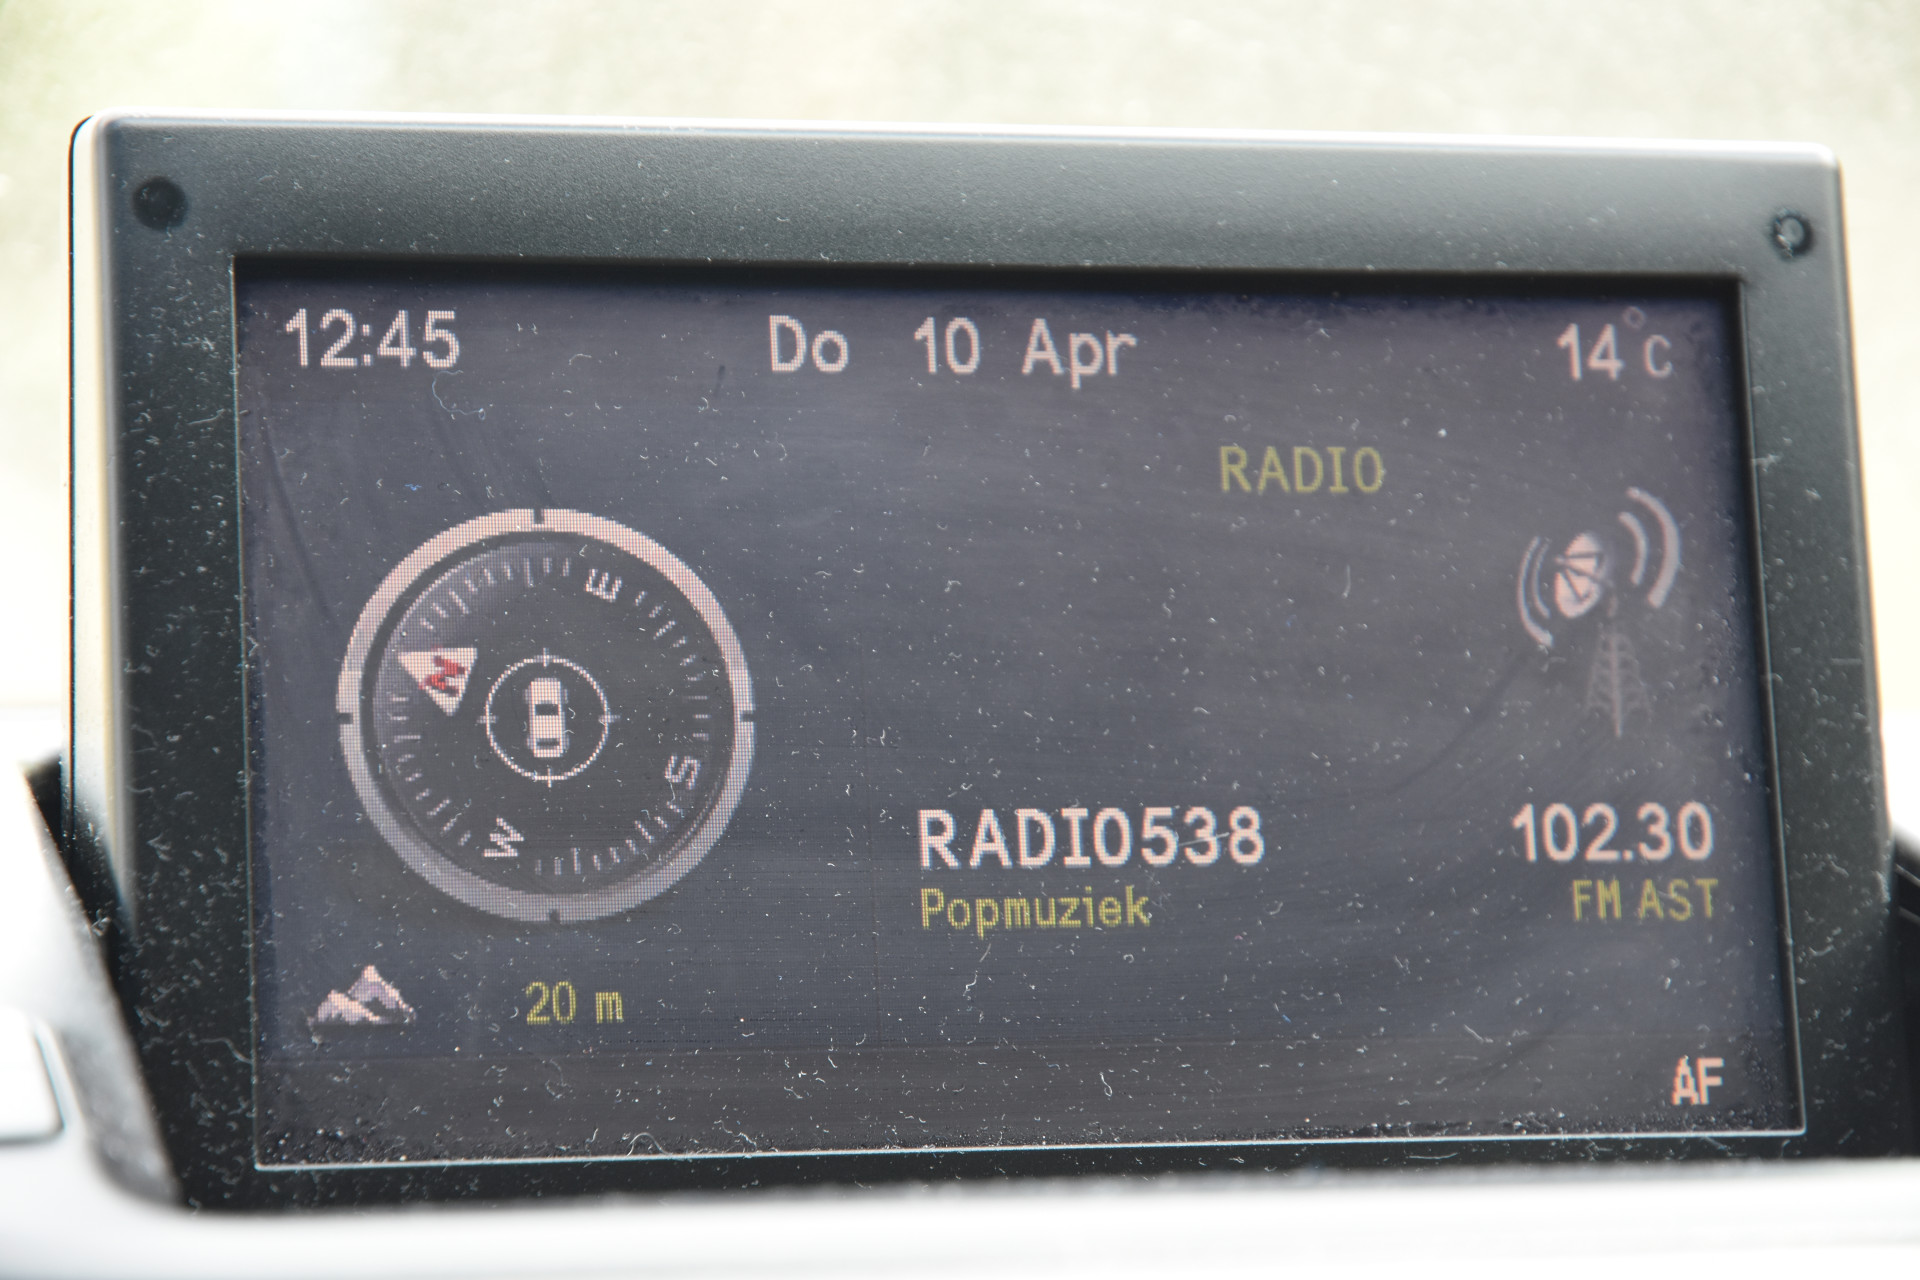 12:45 Do 10 Apr 14°C
RADIO
E
N
S
W
RADIO538 102.30
Popmuziek FM AST
20 m
AF